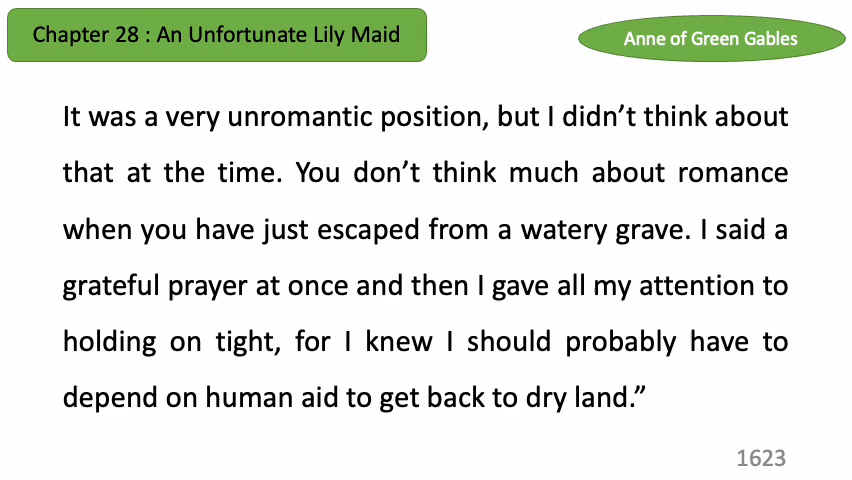 Chapter 28 : An Unfortunate Lily Maid
Anne of Green Gables
It was a very unromantic position, but I didn’t think about
that at the time. You don’t think much about romance
when you have just escaped from a watery grave. I said a
grateful prayer at once and then I gave all my attention to
holding on tight, for I knew I should probably have to
depend on human aid to get back to dry land.”
1623